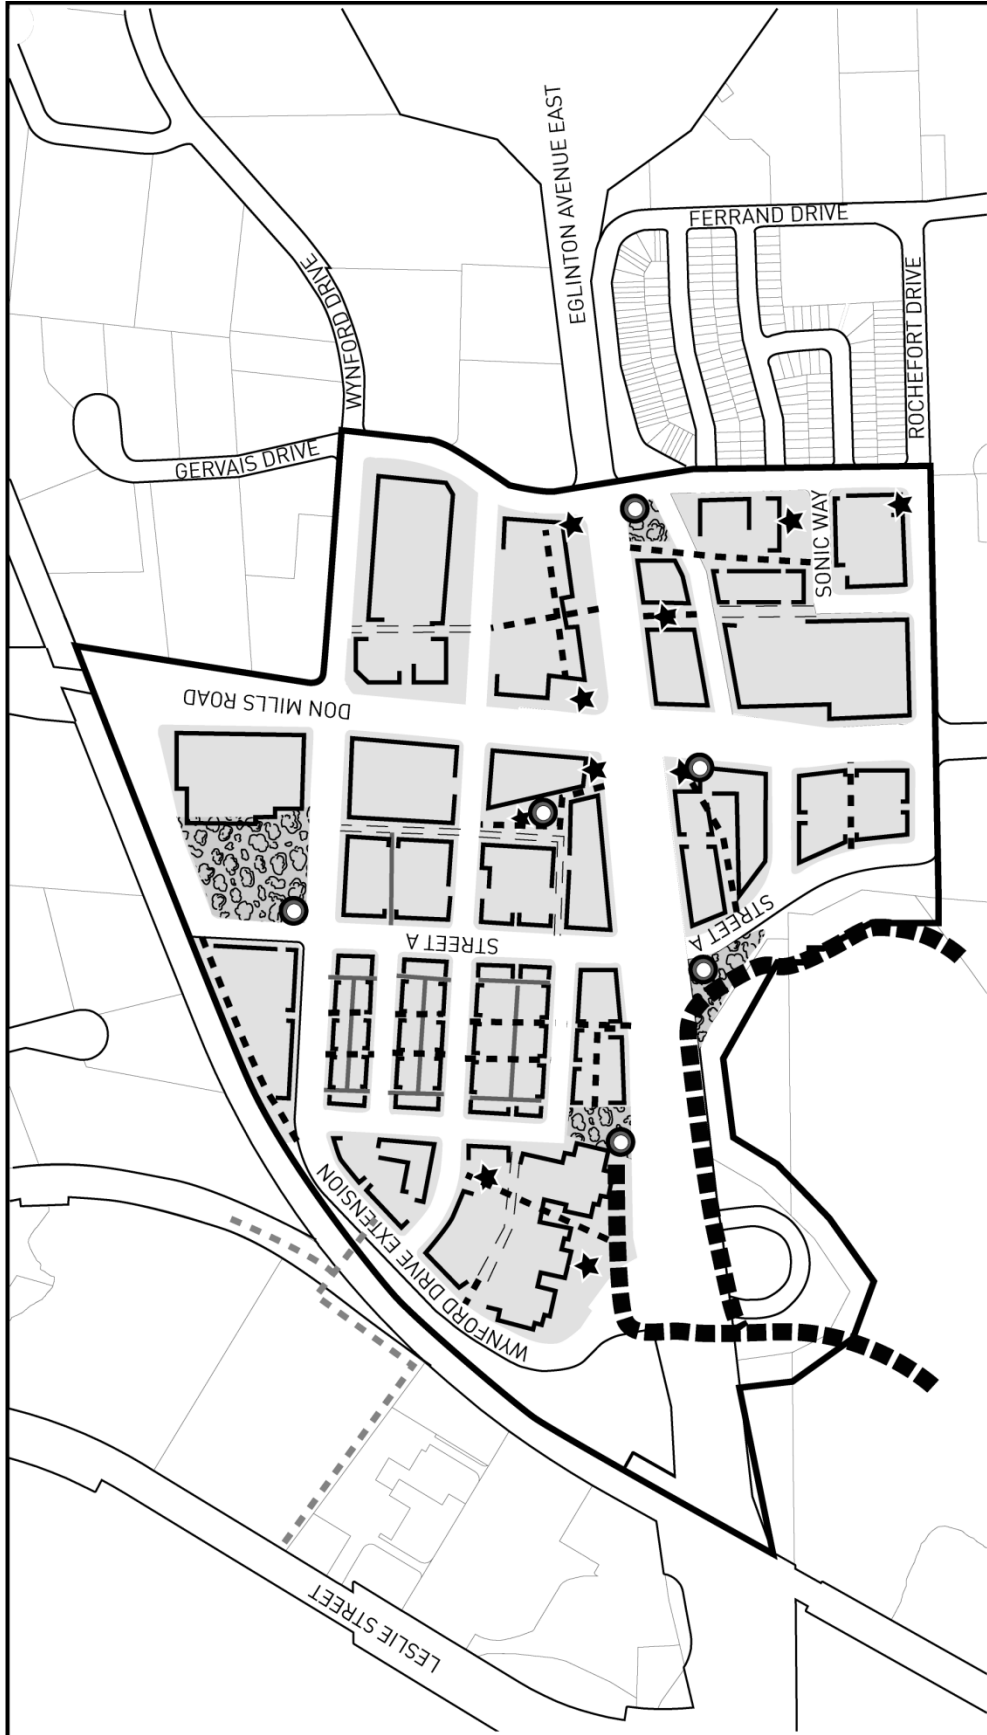 EGLINTON AVENUE EAST
FERRAND DRIVE
WYNFORD DRIVE
ROCHEFORT DRIVE
GERVAIS DRIVE
SONIC WAY
DON MILLS ROAD
STREET A
STREET A
WYNFORD DRIVE EXTENSION
LESLIE STREET